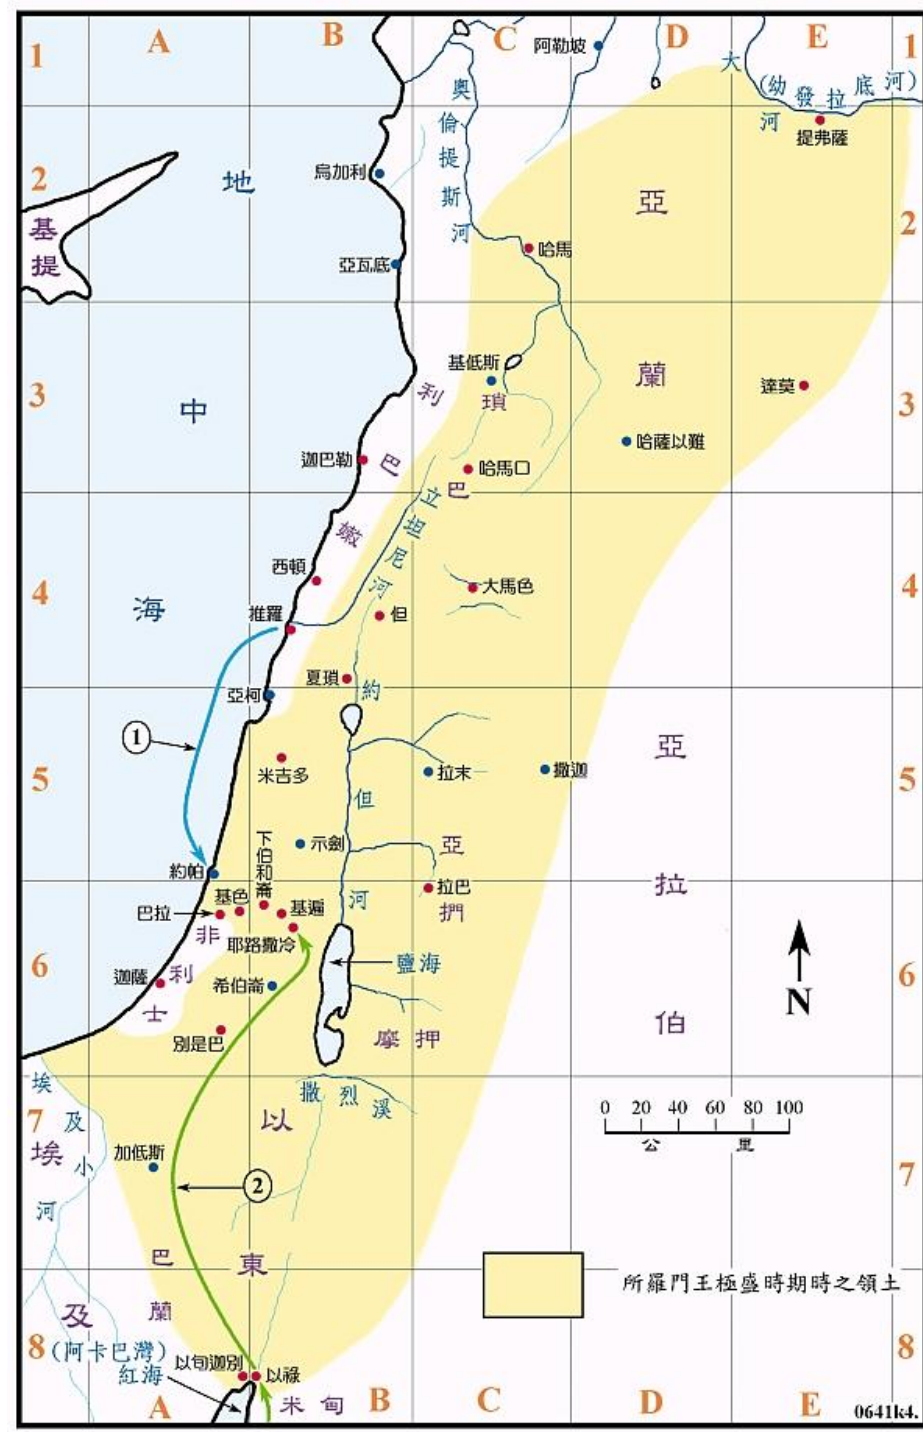 A B C D E
1 1
阿勒坡
大河
(幼發拉底河)
提弗薩
奧倫提斯河
2 2
地中海
烏加利
基提
亞蘭
亞瓦底
哈馬
3 3
基低斯
利巴嫩
瑣巴
達莫
哈薩以難
迦巴勒
哈馬口
立坦尼河
4 4
西頓
大馬色
推羅
但
夏瑣
約但河
亞柯
①
5 5
米吉多
拉末
撒迦
亞拉伯
示劍
下伯和崙
約帕
亞捫
拉巴
巴拉
基色
基遍
耶路撒冷
非利士
6 6
迦薩
希伯崙
鹽海
N
別是巴
摩押
撒烈溪
埃及小河
7 7
埃及
以東
0 20 40 60 80 100
公里
加低斯
②
巴蘭
所羅門王極盛時期時之領土
8 8
(阿卡巴灣)
紅海
以旬迦別
以祿
米甸
A B C D E
0641k4.